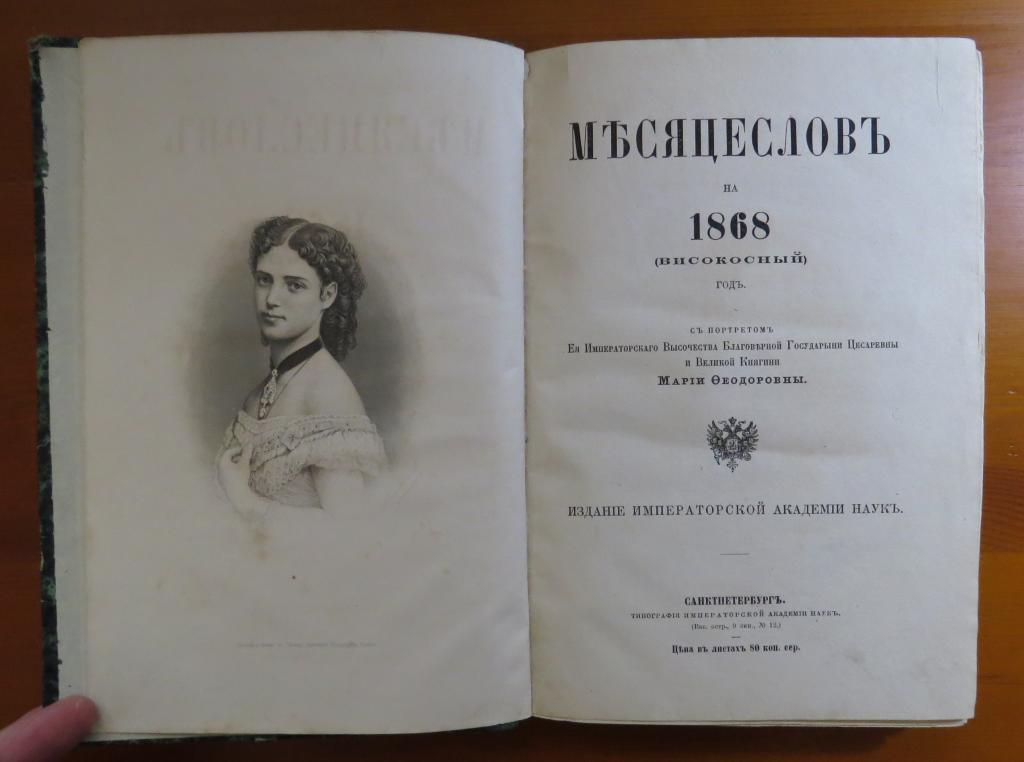 МѢСЯЦЕСЛОВЪ
НА
1868
(ВИСОКОСНЫЙ)
ГОДЪ.
СЪ ПОРТРЕТОМЪ
Ея Императорскаго Высочества Благовѣрной Государыни Цесаревны
и Великой Княгини
Маріи Ѳеодоровны.
ИЗДАНІЕ ИМПЕРАТОРСКОЙ АКАДЕМІИ НАУКЪ.
САНКТПЕТЕРБУРГЪ.
ТИПОГРАФІЯ ИМПЕРАТОРСКОЙ АКАДЕМІИ НАУКЪ.
(Вас. остр., 9 лин., № 12.)
Цѣна въ листахъ 80 коп. сер.